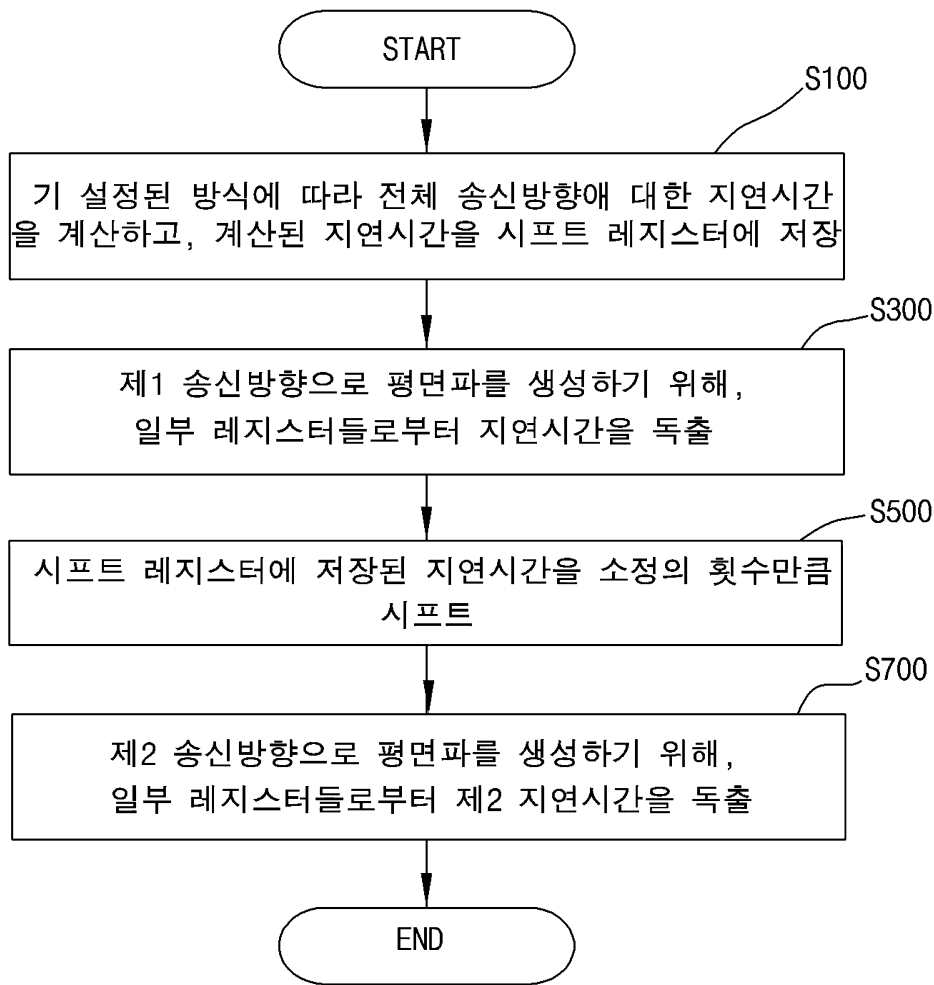 START
S100
기 설정된 방식에 따라 전체 송신방향애 대한 지연시간
을 계산하고, 계산된 지연시간을 시프트 레지스터에 저장
S300
제1 송신방향으로 평면파를 생성하기 위해,
일부 레지스터들로부터 지연시간을 독출
S500
시프트 레지스터에 저장된 지연시간을 소정의 횟수만큼
시프트
S700
제2 송신방향으로 평면파를 생성하기 위해,
일부 레지스터들로부터 제2 지연시간을 독출
END